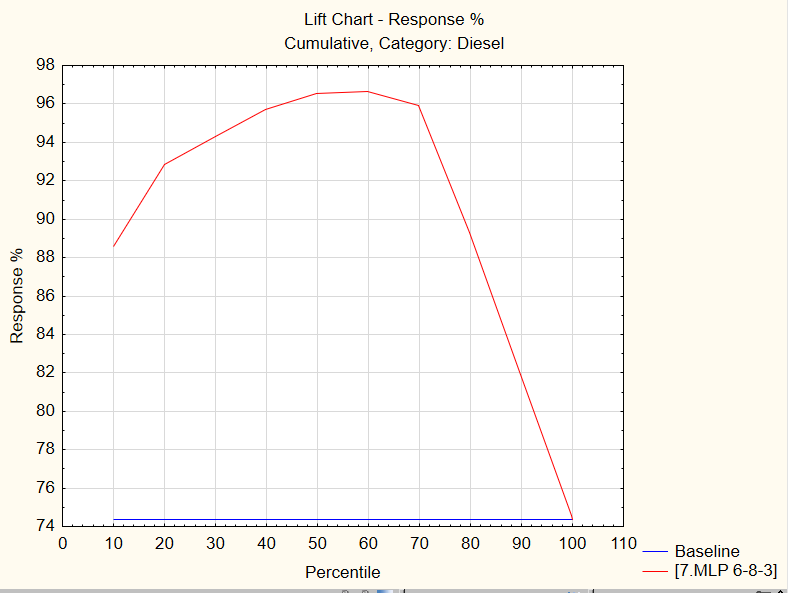 Lift Chart - Response %
Cumulative, Category: Diesel
98
96
94
92
90
88
86
84
82
80
78
76
74
Response %
0 10 20 30 40 50 60 70 80 90 100 110
Percentile
Baseline
[7.MLP 6-8-3]